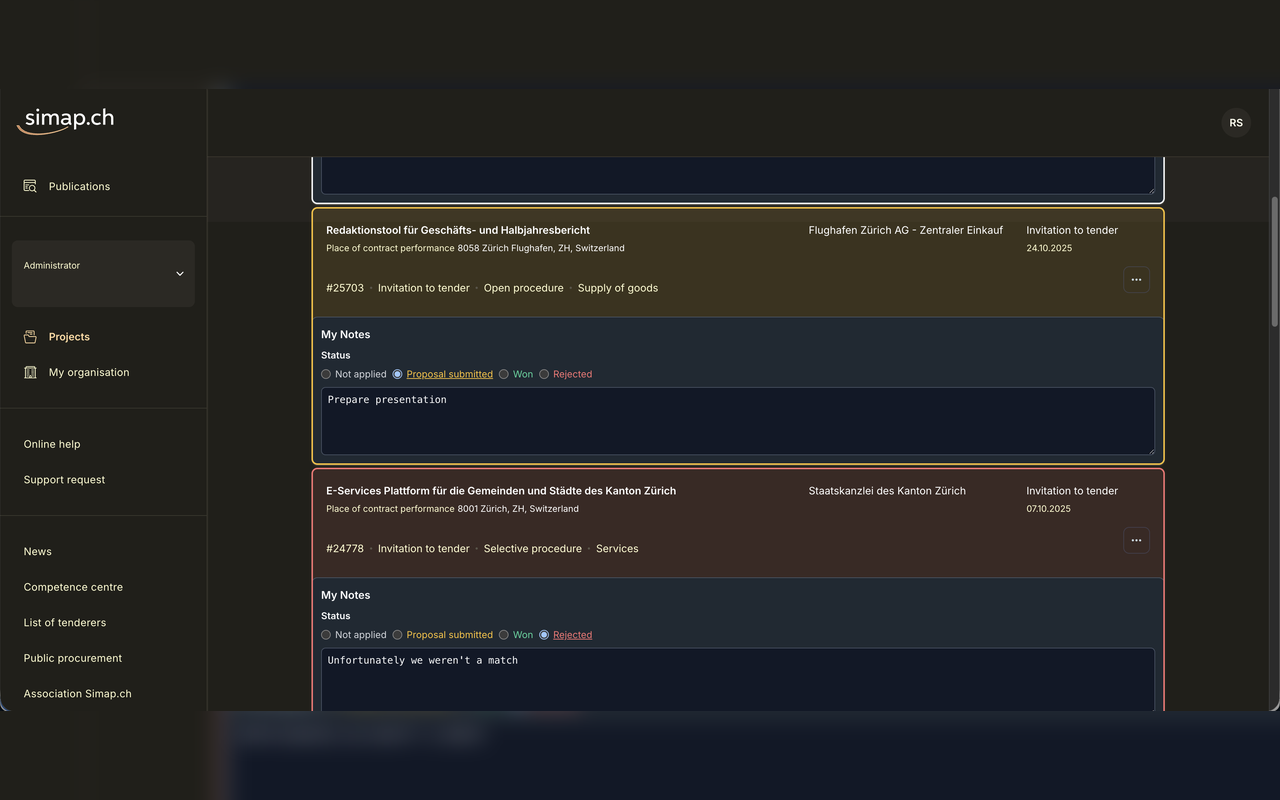 simap.ch
RS
Publications
Administrator
Projects
My organisation
Online help
Support request
News
Competence centre
List of tenderers
Public procurement
Association Simap.ch
Redaktionstool für Geschäfts- und Halbjahresbericht
Flughafen Zürich AG - Zentraler Einkauf
Invitation to tender
Place of contract performance 8058 Zürich Flughafen, ZH, Switzerland
24.10.2025
#25703 · Invitation to tender · Open procedure · Supply of goods
My Notes
Status
Not applied Proposal submitted Won Rejected
Prepare presentation
E-Services Plattform für die Gemeinden und Städte des Kanton Zürich
Staatskanzlei des Kanton Zürich
Invitation to tender
Place of contract performance 8001 Zürich, ZH, Switzerland
07.10.2025
#24778 · Invitation to tender · Selective procedure · Services
My Notes
Status
Not applied Proposal submitted Won Rejected
Unfortunately we weren't a match